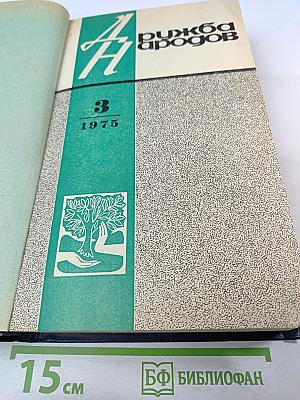 Дружба
Народов
3
1975
15 см
БФ БИБЛИОФАН